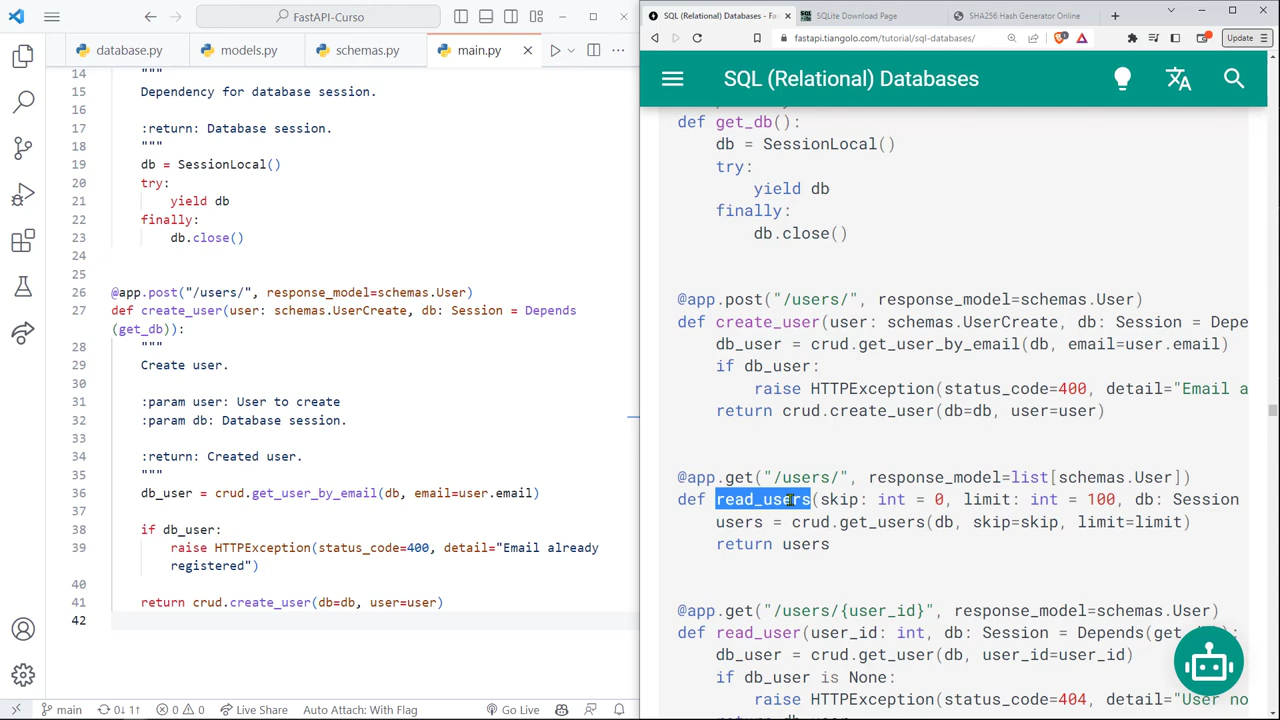 FastAPI-Curso
database.py
models.py
schemas.py
main.py
14 """
15 Dependency for database session.
16
17 :return: Database session.
18 """
19 db = SessionLocal()
20 try:
21 yield db
22 finally:
23 db.close()
24
25
26 @app.post("/users/", response_model=schemas.User)
27 def create_user(user: schemas.UserCreate, db: Session = Depends
(get_db)):
28 """
29 Create user.
30
31 :param user: User to create
32 :param db: Database session.
33
34 :return: Created user.
35 """
36 db_user = crud.get_user_by_email(db, email=user.email)
37
38 if db_user:
39 raise HTTPException(status_code=400, detail="Email already
registered")
40
41 return crud.create_user(db=db, user=user)
42
main
0↓ 1↑
0
0
Live Share
Auto Attach: With Flag
Go Live
SQL (Relational) Databases - Fas
SQLite Download Page
SHA256 Hash Generator Online
fastapi.tiangolo.com/tutorial/sql-databases/
Update
SQL (Relational) Databases
def get_db():
db = SessionLocal()
try:
yield db
finally:
db.close()
@app.post("/users/", response_model=schemas.User)
def create_user(user: schemas.UserCreate, db: Session = Depe
db_user = crud.get_user_by_email(db, email=user.email)
if db_user:
raise HTTPException(status_code=400, detail="Email a
return crud.create_user(db=db, user=user)
@app.get("/users/", response_model=list[schemas.User])
def read_users(skip: int = 0, limit: int = 100, db: Session
users = crud.get_users(db, skip=skip, limit=limit)
return users
@app.get("/users/{user_id}", response_model=schemas.User)
def read_user(user_id: int, db: Session = Depends(get_db):
db_user = crud.get_user(db, user_id=user_id)
if db_user is None:
raise HTTPException(status_code=404, detail="User no